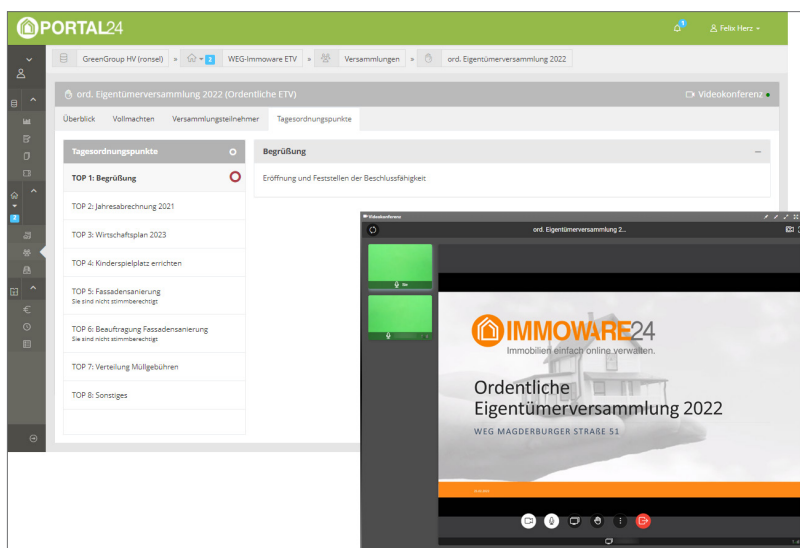 PORTAL24
1
Felix Herz
GreenGroup HV (ronsel) » 2 WEG-Immoware ETV » Versammlungen » ord. Eigentümerversammlung 2022
ord. Eigentümerversammlung 2022 (Ordentliche ETV)
Videokonferenz
Überblick Vollmachten Versammlungsteilnehmer Tagesordnungspunkte
Tagesordnungspunkte
Begrüßung
TOP 1: Begrüßung
Eröffnung und Feststellen der Beschlussfähigkeit
TOP 2: Jahresabrechnung 2021
2
TOP 3: Wirtschaftsplan 2023
TOP 4: Kinderspielplatz errichten
TOP 5: Fassadensanierung
Sie sind nicht stimmberechtigt
TOP 6: Beauftragung Fassadensanierung
Sie sind nicht stimmberechtigt
TOP 7: Verteilung Müllgebühren
TOP 8: Sonstiges
Videokonferenz
ord. Eigentümerversammlung 2...
IMMOWARE24
Immobilien einfach online verwalten.
Ordentliche
Eigentümerversammlung 2022
WEG MAGDERBURGER STRAßE 51